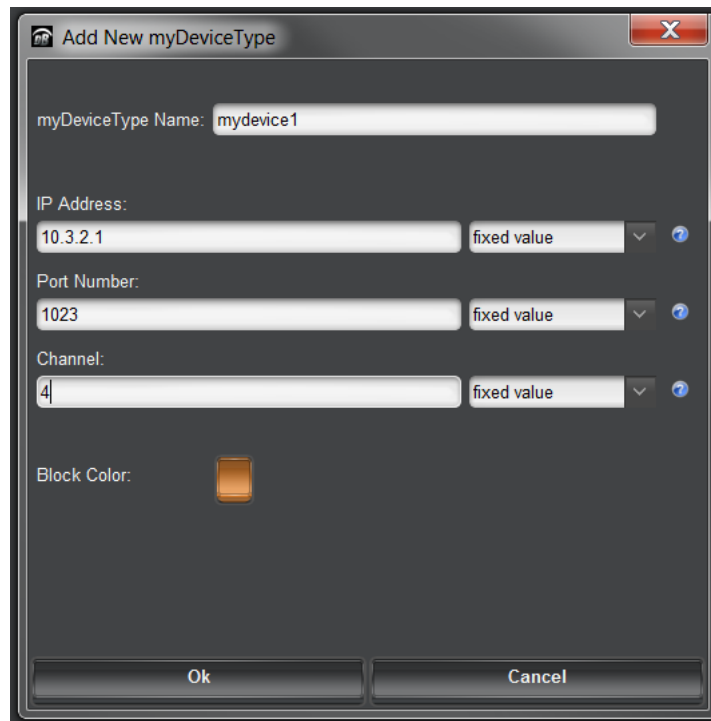 DB Add New myDeviceType X
myDeviceType Name: mydevice1
IP Address:
10.3.2.1 fixed value ?
Port Number:
1023 fixed value ?
Channel:
4 fixed value ?
Block Color:
Ok Cancel